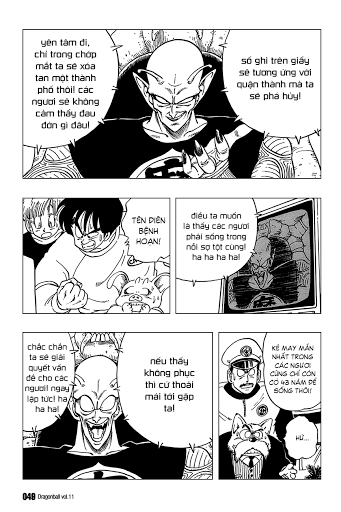 yên tâm đi,
chỉ trong chớp
mắt ta sẽ xóa
tan một thành
phố thôi! các
ngươi sẽ không
cảm thấy đau
đớn gì đâu!
số ghi trên giấy
sẽ tương ứng với
quận thành mà ta
sẽ phá hủy!
TÊN ĐIÊN
BỆNH
HOẠN!
điều ta muốn
là thấy các ngươi
phải sống trong
nỗi sợ tột cùng!
ha ha ha ha!
chắc chắn
ta sẽ giải
quyết vấn
đề cho các
ngươi! ngay
lập tức! ha
ha ha!
nếu thấy
không phục
thì cứ thoải
mái tới gặp
ta!
KẺ MAY MẮN
NHẤT TRONG
CÁC NGƯƠI
CŨNG CHỈ CÒN
CÓ 43 NĂM ĐỂ
SỐNG THÔI!
HỪ...
049 Dragonball vol.11